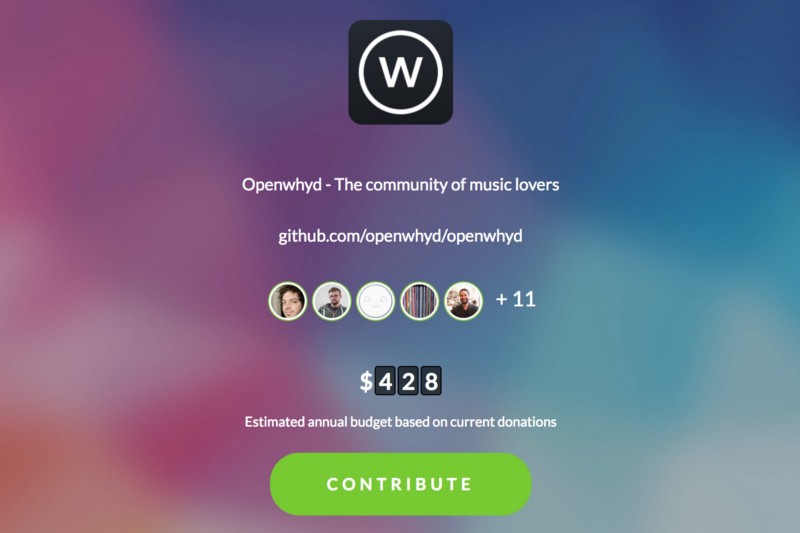 W
Openwhyd - The community of music lovers
github.com/openwhyd/openwhyd
+ 11
$428
Estimated annual budget based on current donations
CONTRIBUTE